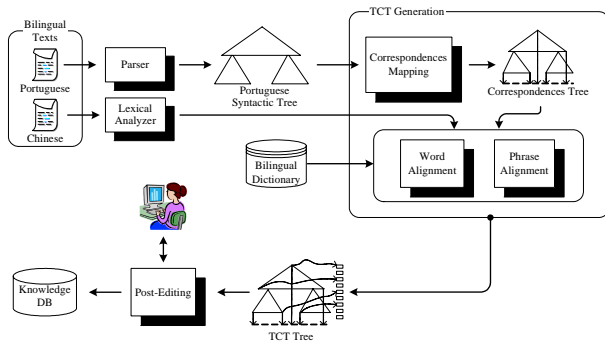 Bilingual
Texts
Portuguese
Chinese
Parser
Lexical
Analyzer
Portuguese
Syntactic Tree
TCT Generation
Correspondences
Mapping
Correspondences Tree
Bilingual
Dictionary
Word
Alignment
Phrase
Alignment
Knowledge
DB
Post-Editing
TCT Tree